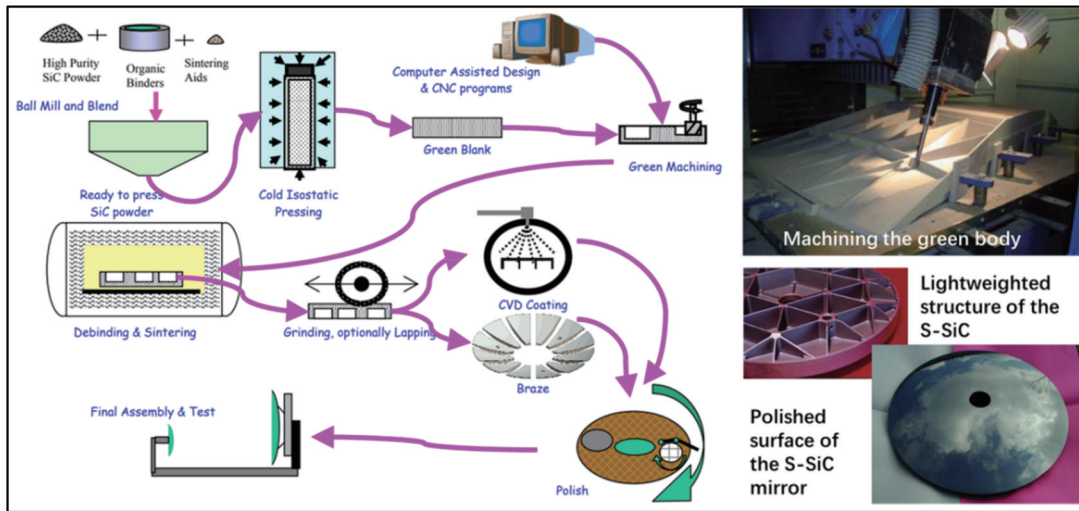 High Purity
SiC Powder
Organic
Binders
Sintering
Aids
Ball Mill and Blend
Ready to press
SiC powder
Cold Isostatic
Pressing
Green Blank
Computer Assisted Design
& CNC programs
Green Machining
Debinding & Sintering
Grinding, optionally Lapping
CVD Coating
Braze
Polish
Final Assembly & Test
Machining the green body
Lightweighted
structure of the
S-SiC
Polished
surface of
the S-SiC
mirror